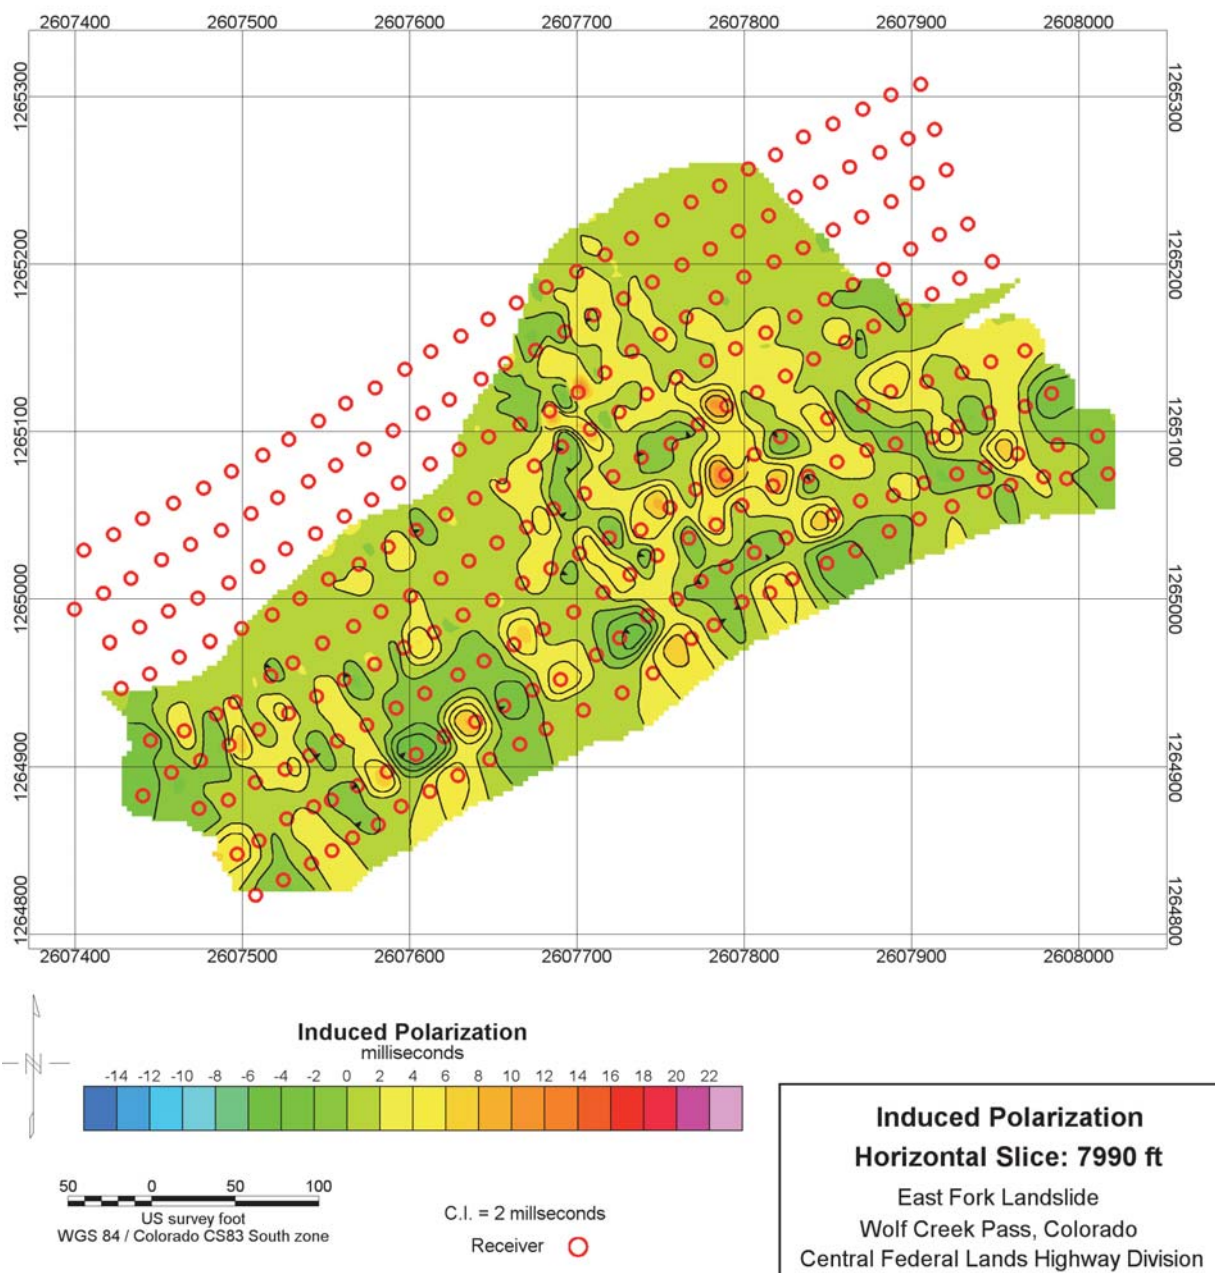 2607400 2607500 2607600 2607700 2607800 2607900 2608000
1265300 1265300
1265200 1265200
1265100 1265100
1265000 1265000
1264900 1264900
1264800 1264800
2607400 2607500 2607600 2607700 2607800 2607900 2608000
N
Induced Polarization
milliseconds
-14 -12 -10 -8 -6 -4 -2 0 2 4 6 8 10 12 14 16 18 20 22
50 0 50 100
US survey foot
WGS 84 / Colorado CS83 South zone
C.I. = 2 millseconds
Receiver
Induced Polarization
Horizontal Slice: 7990 ft
East Fork Landslide
Wolf Creek Pass, Colorado
Central Federal Lands Highway Division